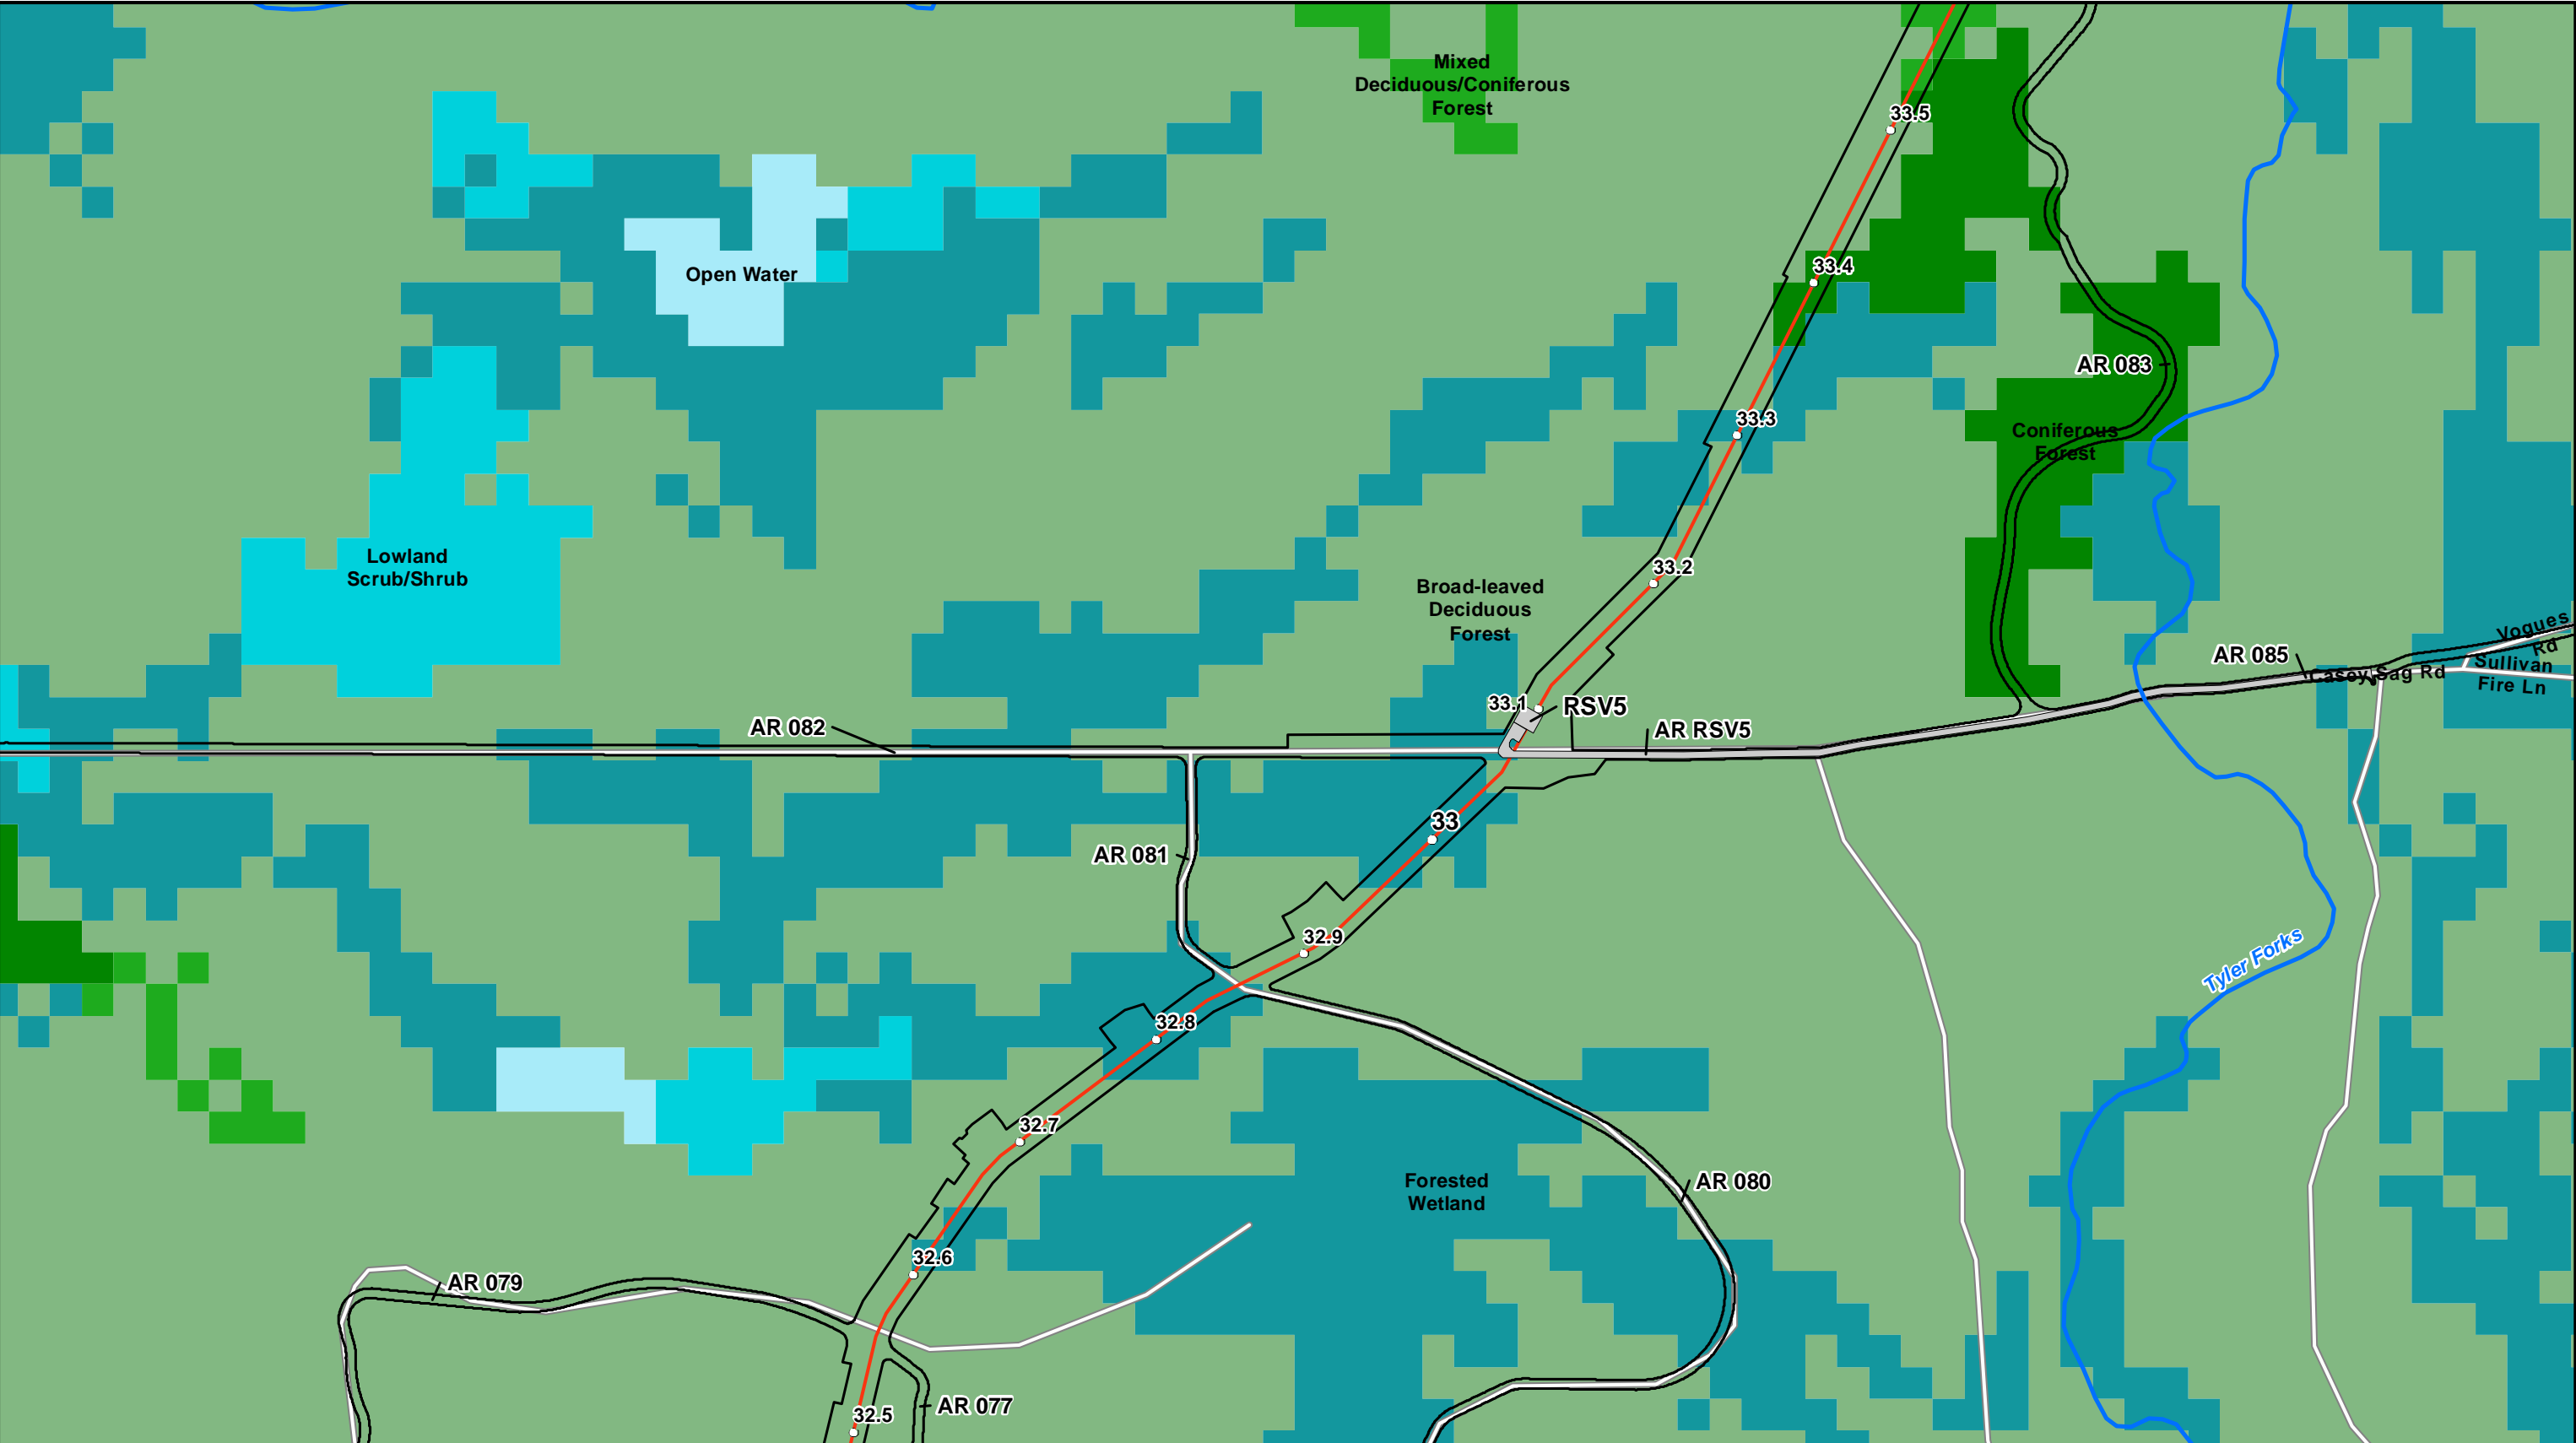 Mixed
Deciduous/Coniferous
Forest
33.5
33.4
Open Water
AR 083
33.3
Coniferous
Forest
Lowland
Scrub/Shrub
33.2
Broad-leaved
Deciduous
Forest
Vogues
Rd
AR 085
Casey Sag Rd
Sullivan
Fire Ln
33.1
RSV5
AR 082
AR RSV5
33
AR 081
32.9
Tyler Forks
32.8
32.7
Forested
Wetland
AR 080
32.6
AR 079
AR 077
32.5